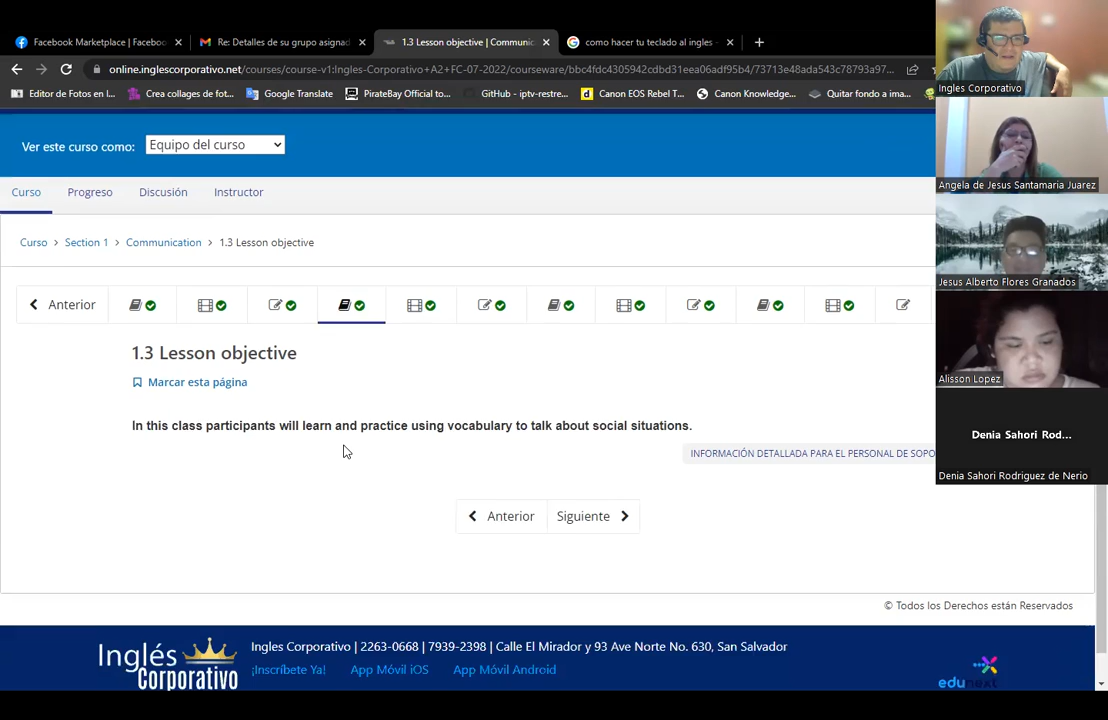 Facebook Marketplace | Faceboo
Re: Detalles de su grupo asignad
1.3 Lesson objective | Communic
como hacer tu teclado al ingles -
online.inglescorporativo.net/courses/course-v1:Ingles-Corporativo+A2+FC-07-2022/courseware/bbc4fdc4305942cdbd31eea06adf95b4/73713e48ada543c78793a97...
Editor de Fotos en l...
Crea collages de fot...
Google Translate
PirateBay Official to...
GitHub - iptv-restre...
Canon EOS Rebel T...
Canon Knowledge...
Quitar fondo a ima...
Ver este curso como:
Equipo del curso
Curso
Progreso
Discusión
Instructor
Curso > Section 1 > Communication > 1.3 Lesson objective
Anterior
1.3 Lesson objective
Marcar esta página
In this class participants will learn and practice using vocabulary to talk about social situations.
INFORMACIÓN DETALLADA PARA EL PERSONAL DE SOPO
Anterior
Siguiente
© Todos los Derechos están Reservados
Inglés Corporativo
Ingles Corporativo | 2263-0668 | 7939-2398 | Calle El Mirador y 93 Ave Norte No. 630, San Salvador
¡Inscríbete Ya!
App Móvil iOS
App Móvil Android
edunext
Ingles Corporativo
Angela de Jesus Santamaria Juarez
Jesus Alberto Flores Granados
Alisson Lopez
Denia Sahori Rod...
Denia Sahori Rodriguez de Nerio